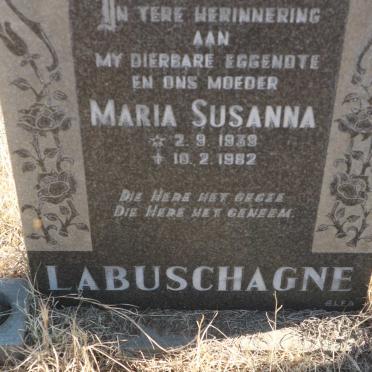 IN TERE HERINNERING
AAN
MY DIERBARE EGGENOTE
EN ONS MOEDER
MARIA SUSANNA
☆ 2.9.1939
✝ 10.2.1982
DIE HERE HET GEGEE
DIE HERE HET GENEEM.
LABUSCHAGNE